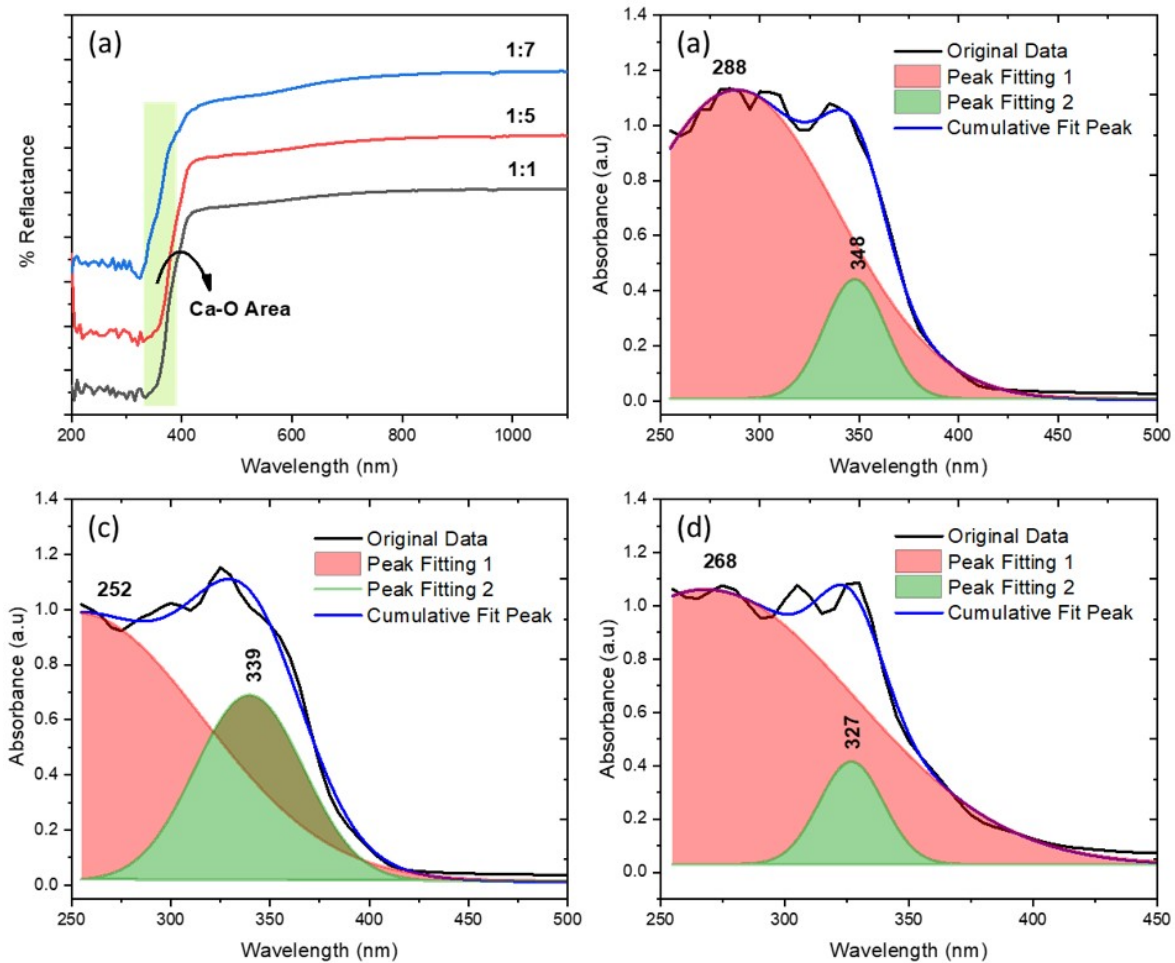 (a)
1:7
1:5
1:1
Ca-O Area
% Reflectance
200 400 600 800 1000
Wavelength (nm)
(a)
288
348
Original Data
Peak Fitting 1
Peak Fitting 2
Cumulative Fit Peak
Absorbance (a.u)
1.4
1.2
1.0
0.8
0.6
0.4
0.2
0.0
250 300 350 400 450 500
Wavelength (nm)
(c)
252
339
Original Data
Peak Fitting 1
Peak Fitting 2
Cumulative Fit Peak
Absorbance (a.u)
1.4
1.2
1.0
0.8
0.6
0.4
0.2
0.0
250 300 350 400 450 500
Wavelength (nm)
(d)
268
327
Original Data
Peak Fitting 1
Peak Fitting 2
Cumulative Fit Peak
Absorbance (a.u)
1.4
1.2
1.0
0.8
0.6
0.4
0.2
0.0
250 300 350 400 450
Wavelength (nm)